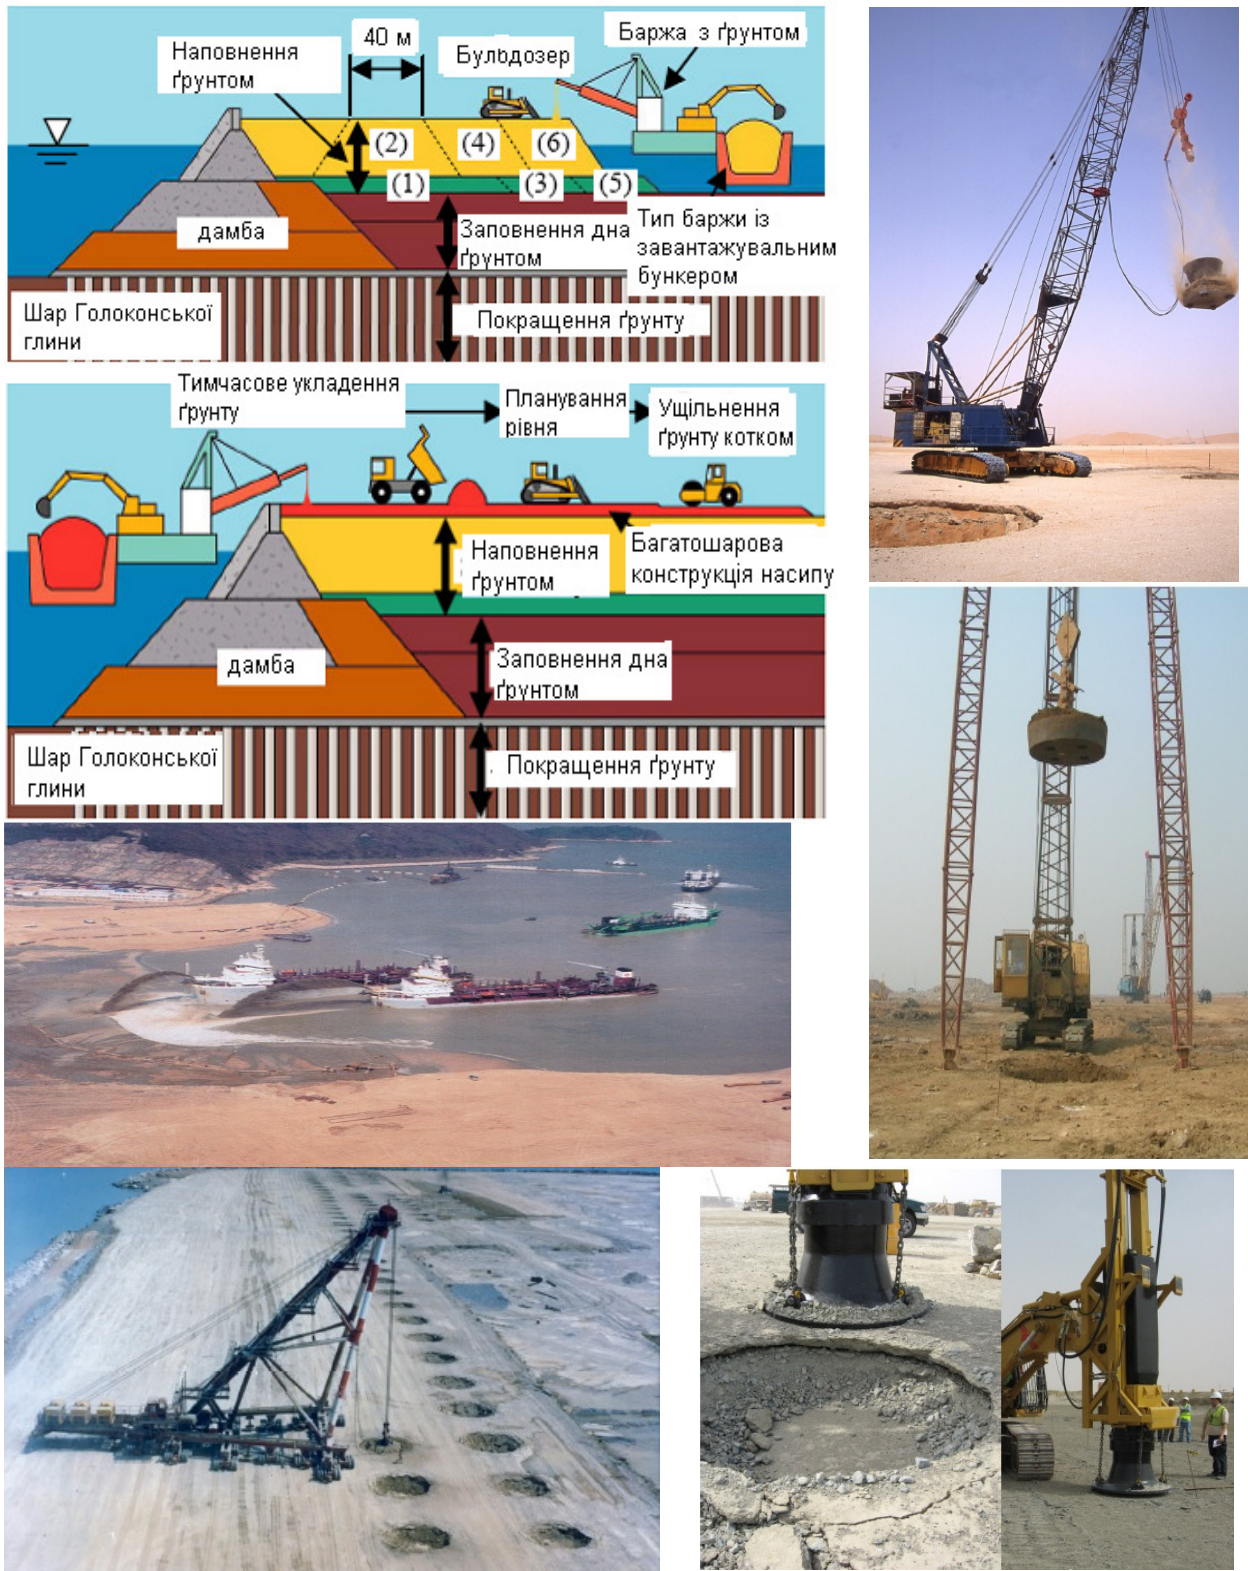 40 м
Баржа з ґрунтом
Наповнення
ґрунтом
Бульдозер
(2)
(4)
(6)
(1)
(3)
(5)
дамба
Заповнення дна
ґрунтом
Тип баржи із
завантажувальним
бункером
Шар Голоконської
глини
Покращення ґрунту
Тимчасове укладення
ґрунту
Планування
рівня
Ущільнення
ґрунту котком
Наповнення
ґрунтом
Багатошарова
конструкція насипу
дамба
Заповнення дна
ґрунтом
Шар Голоконської
глини
Покращення ґрунту